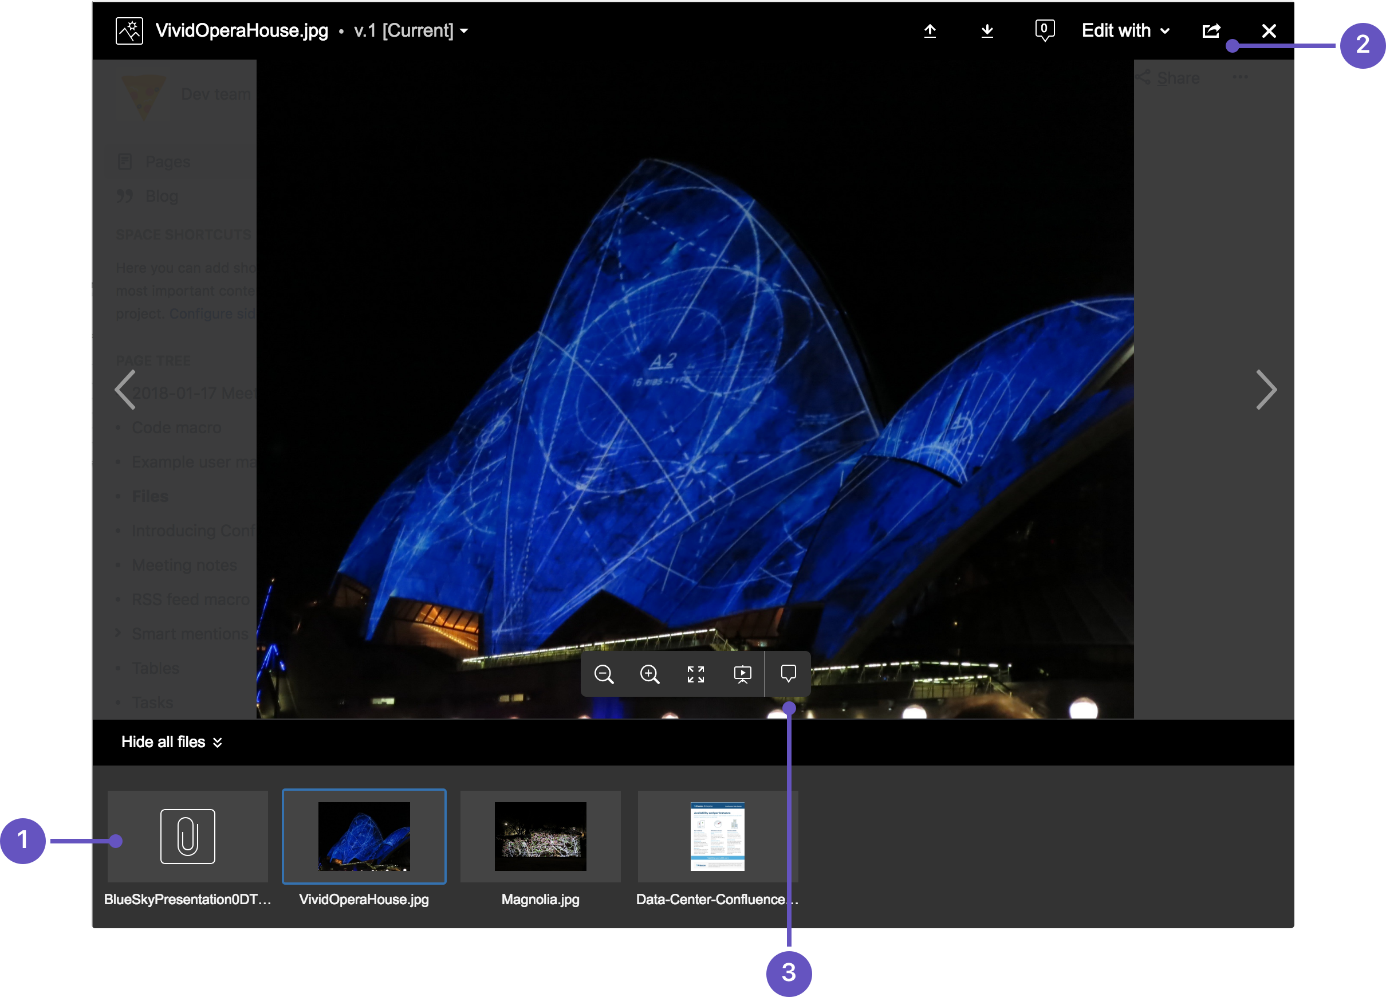 VividOperaHouse.jpg • v.1 [Current]
0
Edit with
2
Dev team
Share
Pages
Blog
SPACE SHORTCUTS
Here you can add sho
most important conte
project. Configure sid
PAGE TREE
2018-01-17 Meet
Code macro
Example user ma
Files
Introducing Conf
Meeting notes
RSS feed macro
Smart mentions
Tables
Tasks
A 2
Hide all files
1
BlueSkyPresentation0DT...
VividOperaHouse.jpg
Magnolia.jpg
Data-Center-Confluence...
3